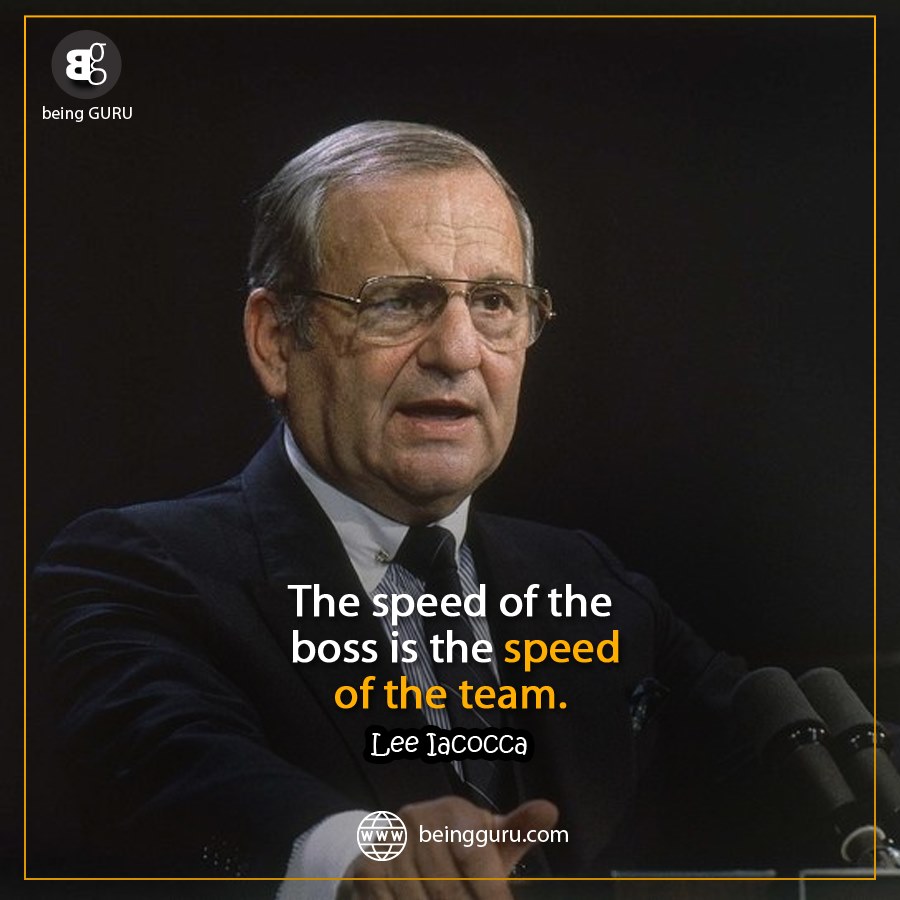 Bg
being GURU
The speed of the
boss is the speed
of the team.
Lee Iacocca
www beingguru.com